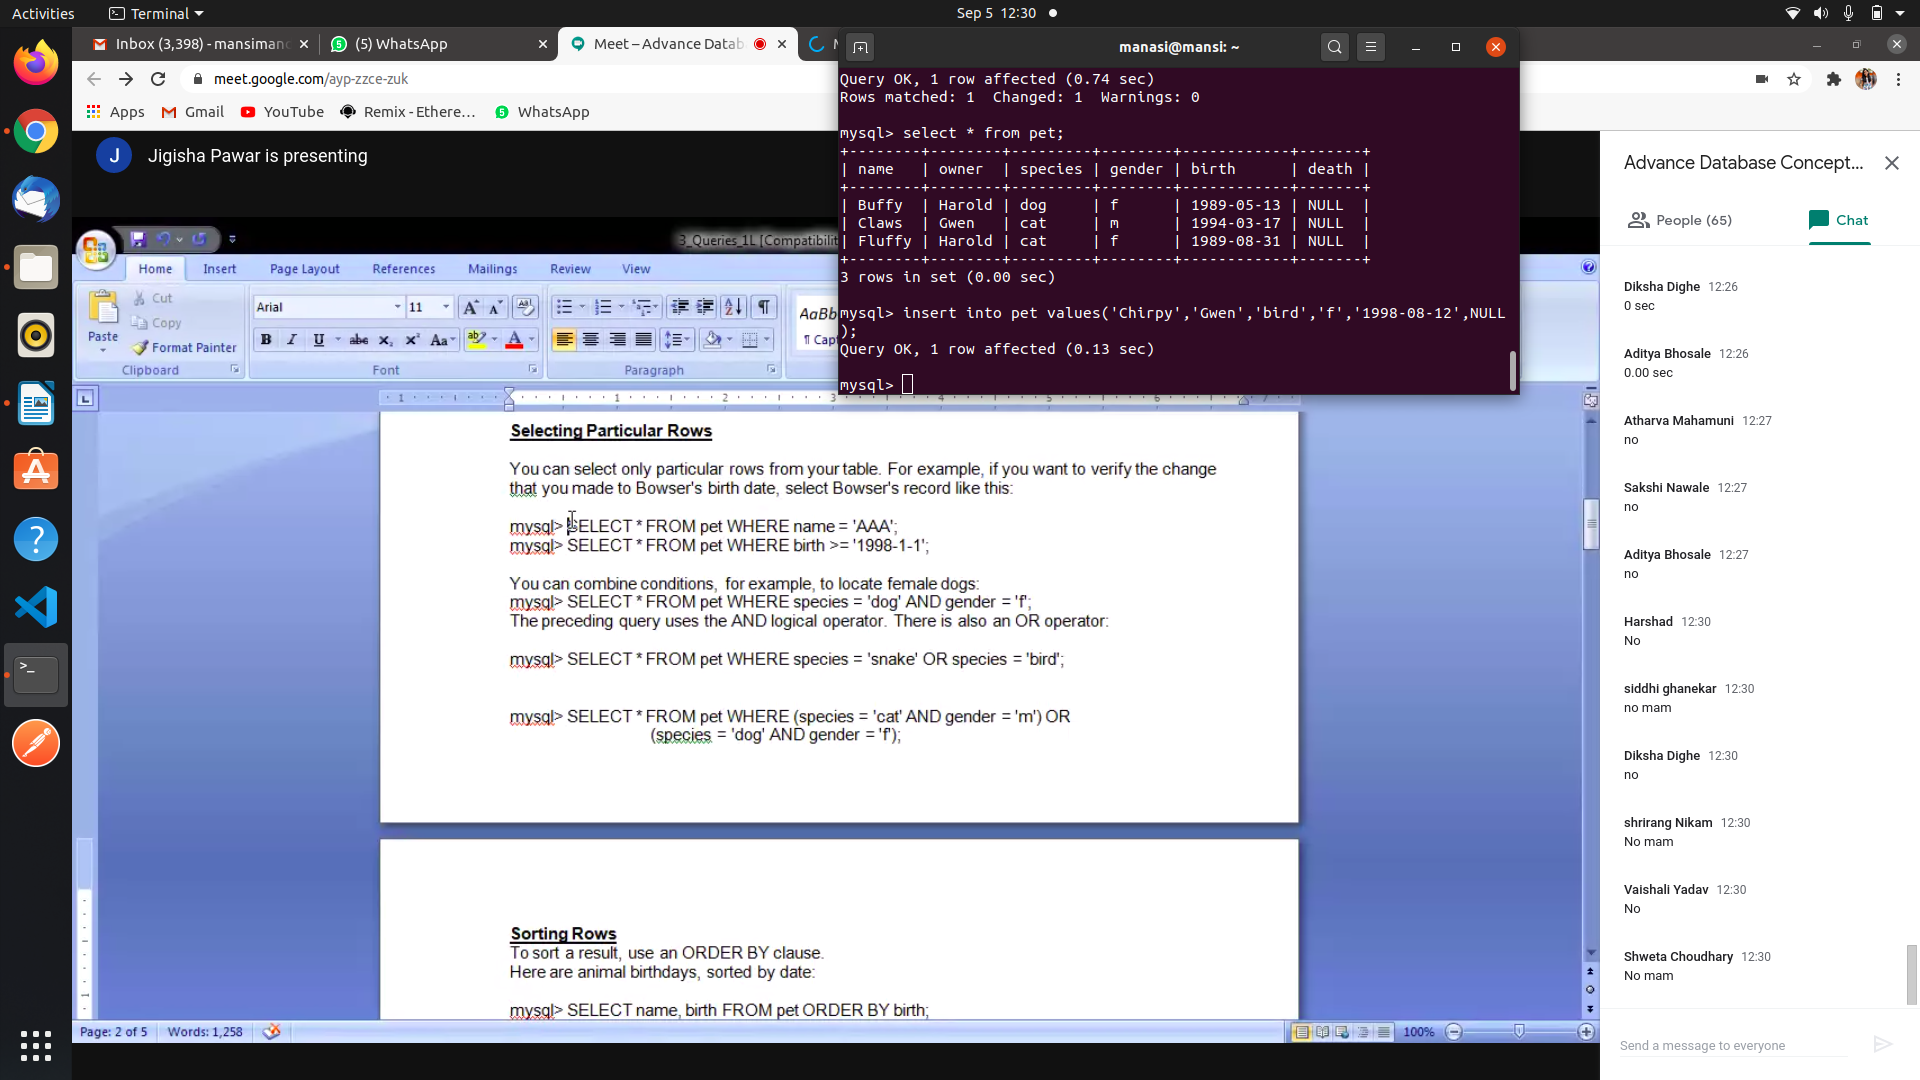 Activities
Terminal
Sep 5 12:30
Inbox (3,398) - mansimano
(5) WhatsApp
Meet – Advance Datab
manasi@mansi: ~
meet.google.com/ayp-zzce-zuk
Apps
Gmail
YouTube
Remix - Ethere...
WhatsApp
Query OK, 1 row affected (0.74 sec)
Rows matched: 1  Changed: 1  Warnings: 0
mysql> select * from pet;
+--------+--------+---------+--------+------------+-------+
| name   | owner  | species | gender | birth      | death |
+--------+--------+---------+--------+------------+-------+
| Buffy  | Harold | dog     | f      | 1989-05-13 | NULL  |
| Claws  | Gwen   | cat     | m      | 1994-03-17 | NULL  |
| Fluffy | Harold | cat     | f      | 1989-08-31 | NULL  |
+--------+--------+---------+--------+------------+-------+
3 rows in set (0.00 sec)
mysql> insert into pet values('Chirpy','Gwen','bird','f','1998-08-12',NULL
);
Query OK, 1 row affected (0.13 sec)
mysql>
J
Jigisha Pawar is presenting
3_Queries_1L [Compatibilit
Home
Insert
Page Layout
References
Mailings
Review
View
Paste
Cut
Copy
Format Painter
Clipboard
Arial
11
Font
Paragraph
AaBb
¶ Capt
Selecting Particular Rows
You can select only particular rows from your table. For example, if you want to verify the change
that you made to Bowser's birth date, select Bowser's record like this:
mysql> SELECT * FROM pet WHERE name = 'AAA';
mysql> SELECT * FROM pet WHERE birth >= '1998-1-1';
You can combine conditions, for example, to locate female dogs:
mysql> SELECT * FROM pet WHERE species = 'dog' AND gender = 'f';
The preceding query uses the AND logical operator. There is also an OR operator:
mysql> SELECT * FROM pet WHERE species = 'snake' OR species = 'bird';
mysql> SELECT * FROM pet WHERE (species = 'cat' AND gender = 'm') OR
(species = 'dog' AND gender = 'f');
Sorting Rows
To sort a result, use an ORDER BY clause.
Here are animal birthdays, sorted by date:
mysql> SELECT name, birth FROM pet ORDER BY birth;
Page: 2 of 5
Words: 1,258
100%
Advance Database Concept...
People (65)
Chat
Diksha Dighe 12:26
0 sec
Aditya Bhosale 12:26
0.00 sec
Atharva Mahamuni 12:27
no
Sakshi Nawale 12:27
no
Aditya Bhosale 12:27
no
Harshad 12:30
No
siddhi ghanekar 12:30
no mam
Diksha Dighe 12:30
no
shrirang Nikam 12:30
No mam
Vaishali Yadav 12:30
No
Shweta Choudhary 12:30
No mam
Send a message to everyone